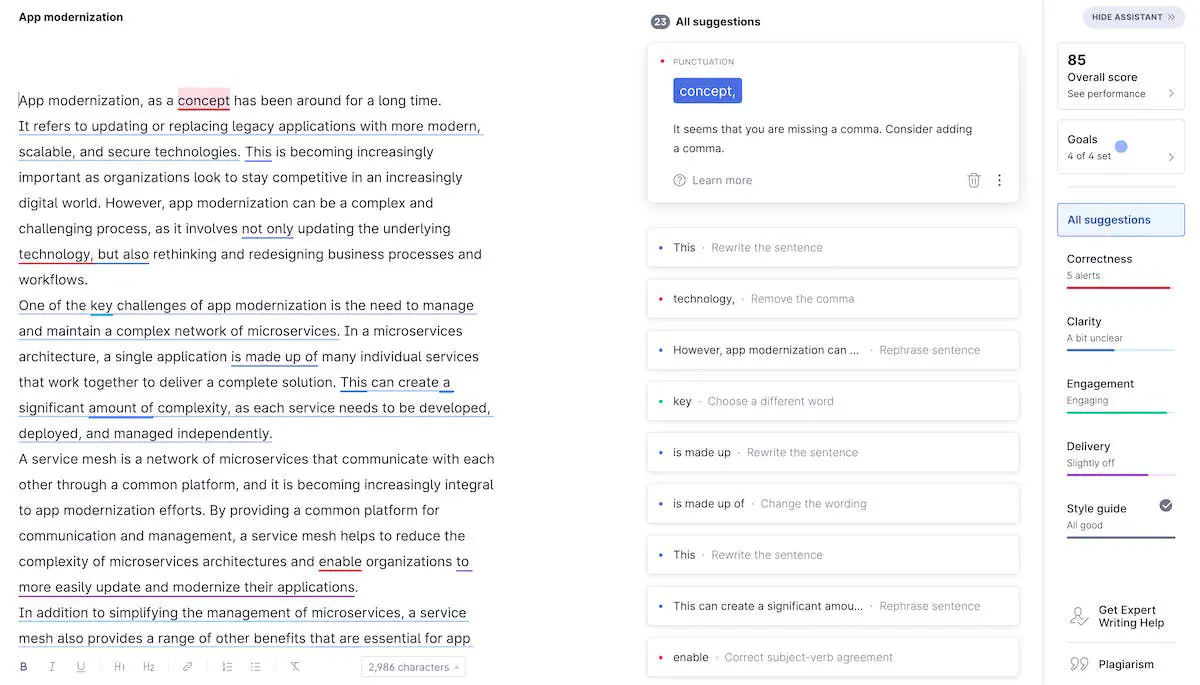 App modernization
App modernization, as a concept has been around for a long time.
It refers to updating or replacing legacy applications with more modern,
scalable, and secure technologies. This is becoming increasingly
important as organizations look to stay competitive in an increasingly
digital world. However, app modernization can be a complex and
challenging process, as it involves not only updating the underlying
technology, but also rethinking and redesigning business processes and
workflows.
One of the key challenges of app modernization is the need to manage
and maintain a complex network of microservices. In a microservices
architecture, a single application is made up of many individual services
that work together to deliver a complete solution. This can create a
significant amount of complexity, as each service needs to be developed,
deployed, and managed independently.
A service mesh is a network of microservices that communicate with each
other through a common platform, and it is becoming increasingly integral
to app modernization efforts. By providing a common platform for
communication and management, a service mesh helps to reduce the
complexity of microservices architectures and enable organizations to
more easily update and modernize their applications.
In addition to simplifying the management of microservices, a service
mesh also provides a range of other benefits that are essential for app
B I U H1 H2
2,986 characters
23 All suggestions
PUNCTUATION
concept,
It seems that you are missing a comma. Consider adding
a comma.
Learn more
This · Rewrite the sentence
technology, · Remove the comma
However, app modernization can ... · Rephrase sentence
key · Choose a different word
is made up · Rewrite the sentence
is made up of · Change the wording
This · Rewrite the sentence
This can create a significant amou... · Rephrase sentence
enable · Correct subject-verb agreement
HIDE ASSISTANT
85
Overall score
See performance
Goals
4 of 4 set
All suggestions
Correctness
5 alerts
Clarity
A bit unclear
Engagement
Engaging
Delivery
Slightly off
Style guide
All good
Get Expert
Writing Help
Plagiarism